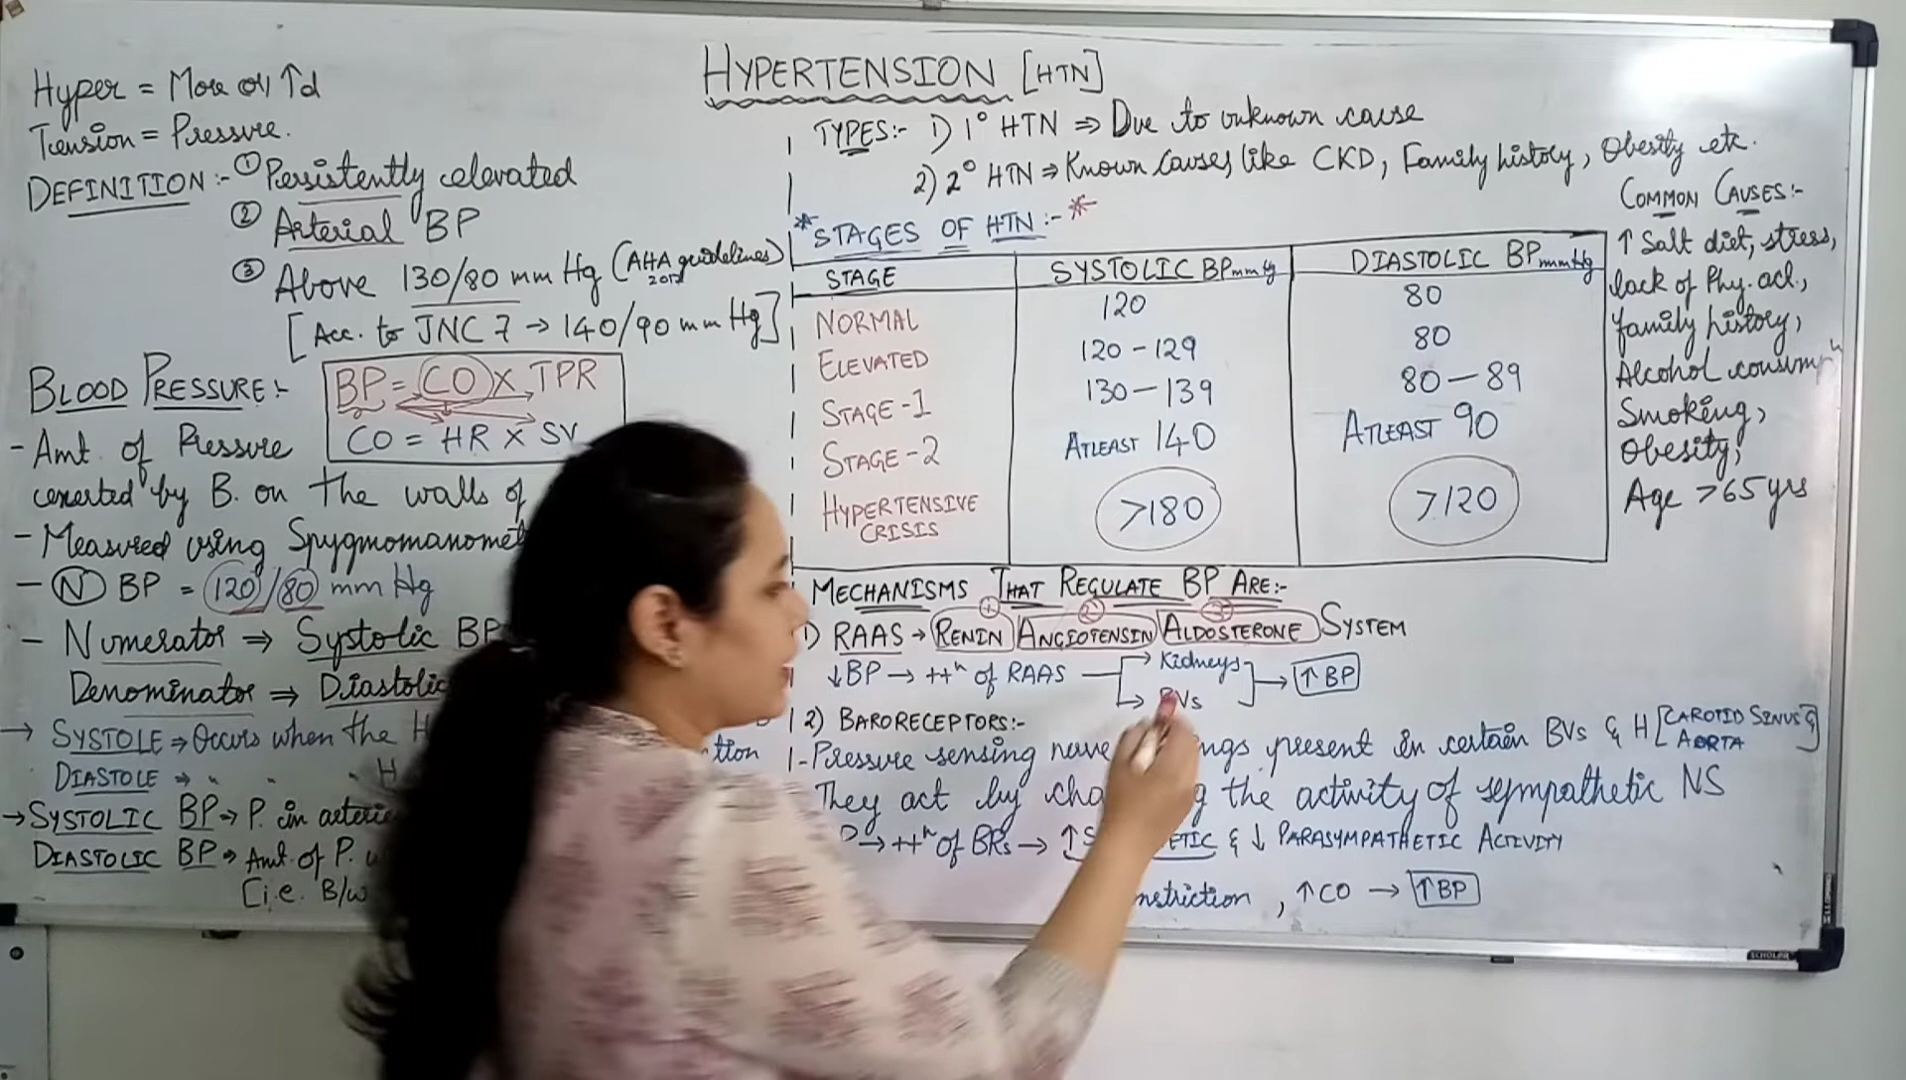 HYPERTENSION [HTN]
Hyper = More or ↑d
Tension = Pressure.
DEFINITION :- ① Persistently elevated
② Arterial BP
③ Above 130/80 mm Hg (AHA guidelines) 2017
[Acc. to JNC 7 → 140/90 mm Hg]
BLOOD PRESSURE :-
BP = CO X TPR
CO = HR X SV
- Amt. of Pressure
exerted by B. on the walls of
- Measured using Spygmomanomet
- Ⓝ BP = 120/80 mm Hg
- Numerator ⇒ Systolic BP
Denominator ⇒ Diastolic
→ SYSTOLE ⇒ Occurs when the H
DIASTOLE ⇒ " " " H
tion
→ SYSTOLIC BP → P. in arterie
DIASTOLIC BP → Amt. of P.
[i.e. B/w
TYPES:- 1) 1° HTN ⇒ Due to unknown cause
2) 2° HTN ⇒ Known causes, like CKD, Family history, Obesity etc.
*STAGES OF HTN :- *
STAGE SYSTOLIC BP mm Hg DIASTOLIC BP mmHg
NORMAL 120 80
ELEVATED 120 - 129 80
STAGE -1 130 - 139 80 - 89
STAGE -2 ATLEAST 140 ATLEAST 90
HYPERTENSIVE CRISIS >180 >120
COMMON CAUSES :-
↑ Salt diet, stress,
lack of Phy. act.,
family history,
Alcohol consumpⁿ
Smoking,
Obesity,
Age >65 yrs
MECHANISMS THAT REGULATE BP ARE:-
① ② ③
1) RAAS → RENIN ANGIOTENSIN ALDOSTERONE SYSTEM
↓BP → ++ⁿ of RAAS → Kidneys → ↑BP
→ BVs
2) BARORECEPTORS:-
- Pressure sensing nerve ngs present in certain BVs & H [CAROTID SINUS & AORTA]
They act by cha g the activity of sympathetic NS
P → ++ⁿ of BRs → ↑S ETIC & ↓ PARASYMPATHETIC ACTIVITY
nstriction , ↑CO → ↑BP
SCHOLAR